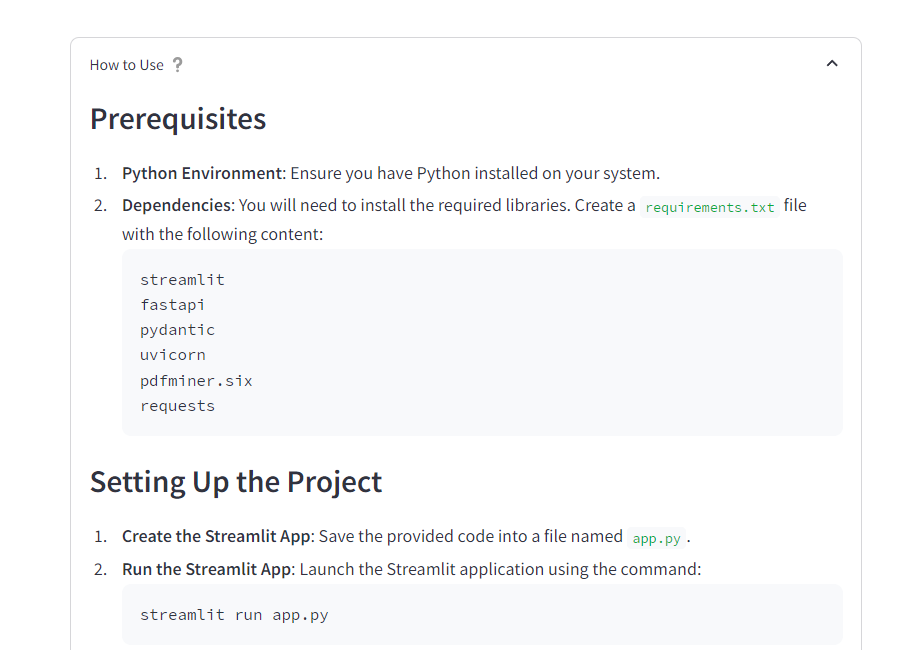 How to Use ?
Prerequisites
1. Python Environment: Ensure you have Python installed on your system.
2. Dependencies: You will need to install the required libraries. Create a requirements.txt file
with the following content:
streamlit
fastapi
pydantic
uvicorn
pdfminer.six
requests
Setting Up the Project
1. Create the Streamlit App: Save the provided code into a file named app.py .
2. Run the Streamlit App: Launch the Streamlit application using the command:
streamlit run app.py